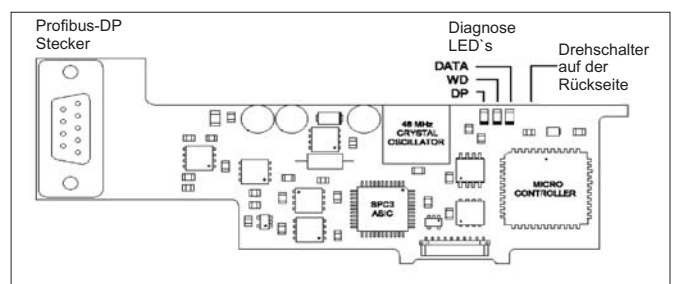 Profibus-DP
Stecker
Diagnose
LED`s
DATA
WD
DP
Drehschalter
auf der
Rückseite
48 MHz
CRYSTAL
OSCILLATOR
SPC3
ASIC
MICRO
CONTROLLER